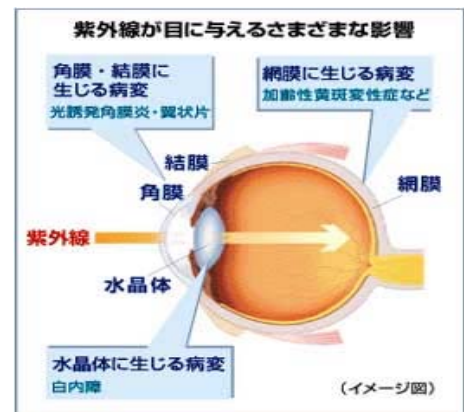 紫外線が目に与えるさまざまな影響
角膜・結膜に
生じる病変
光誘発角膜炎・翼状片
網膜に生じる病変
加齢性黄斑変性症など
結膜
角膜
網膜
紫外線
水晶体
水晶体に生じる病変
白内障
(イメージ図)